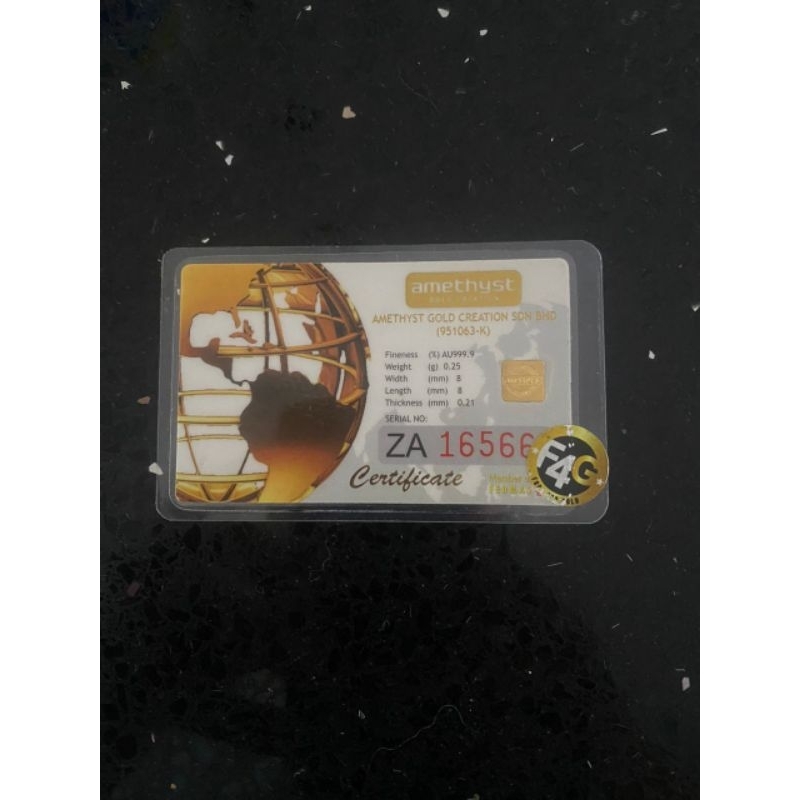 amethyst
AMETHYST GOLD CREATION SDN BHD
(951063-K)
Fineness (%) AU999.9
Weight (g) 0,25
Width (mm) 8
Length (mm) 8
Thickness (mm) 0,21
SERIAL NO:
ZA 16566
F4G
Certificate
Member